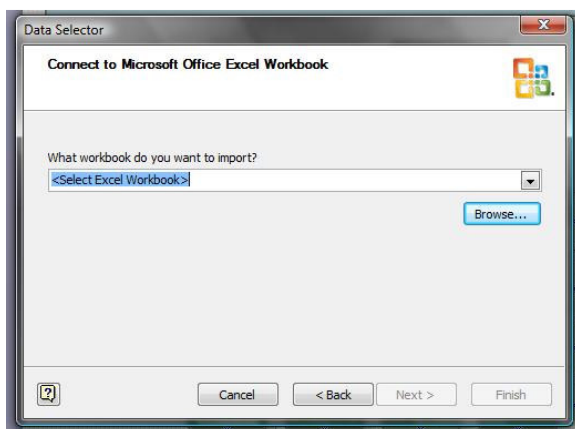 Data Selector
Connect to Microsoft Office Excel Workbook
What workbook do you want to import?
<Select Excel Workbook>
Browse...
Cancel
< Back
Next >
Finish